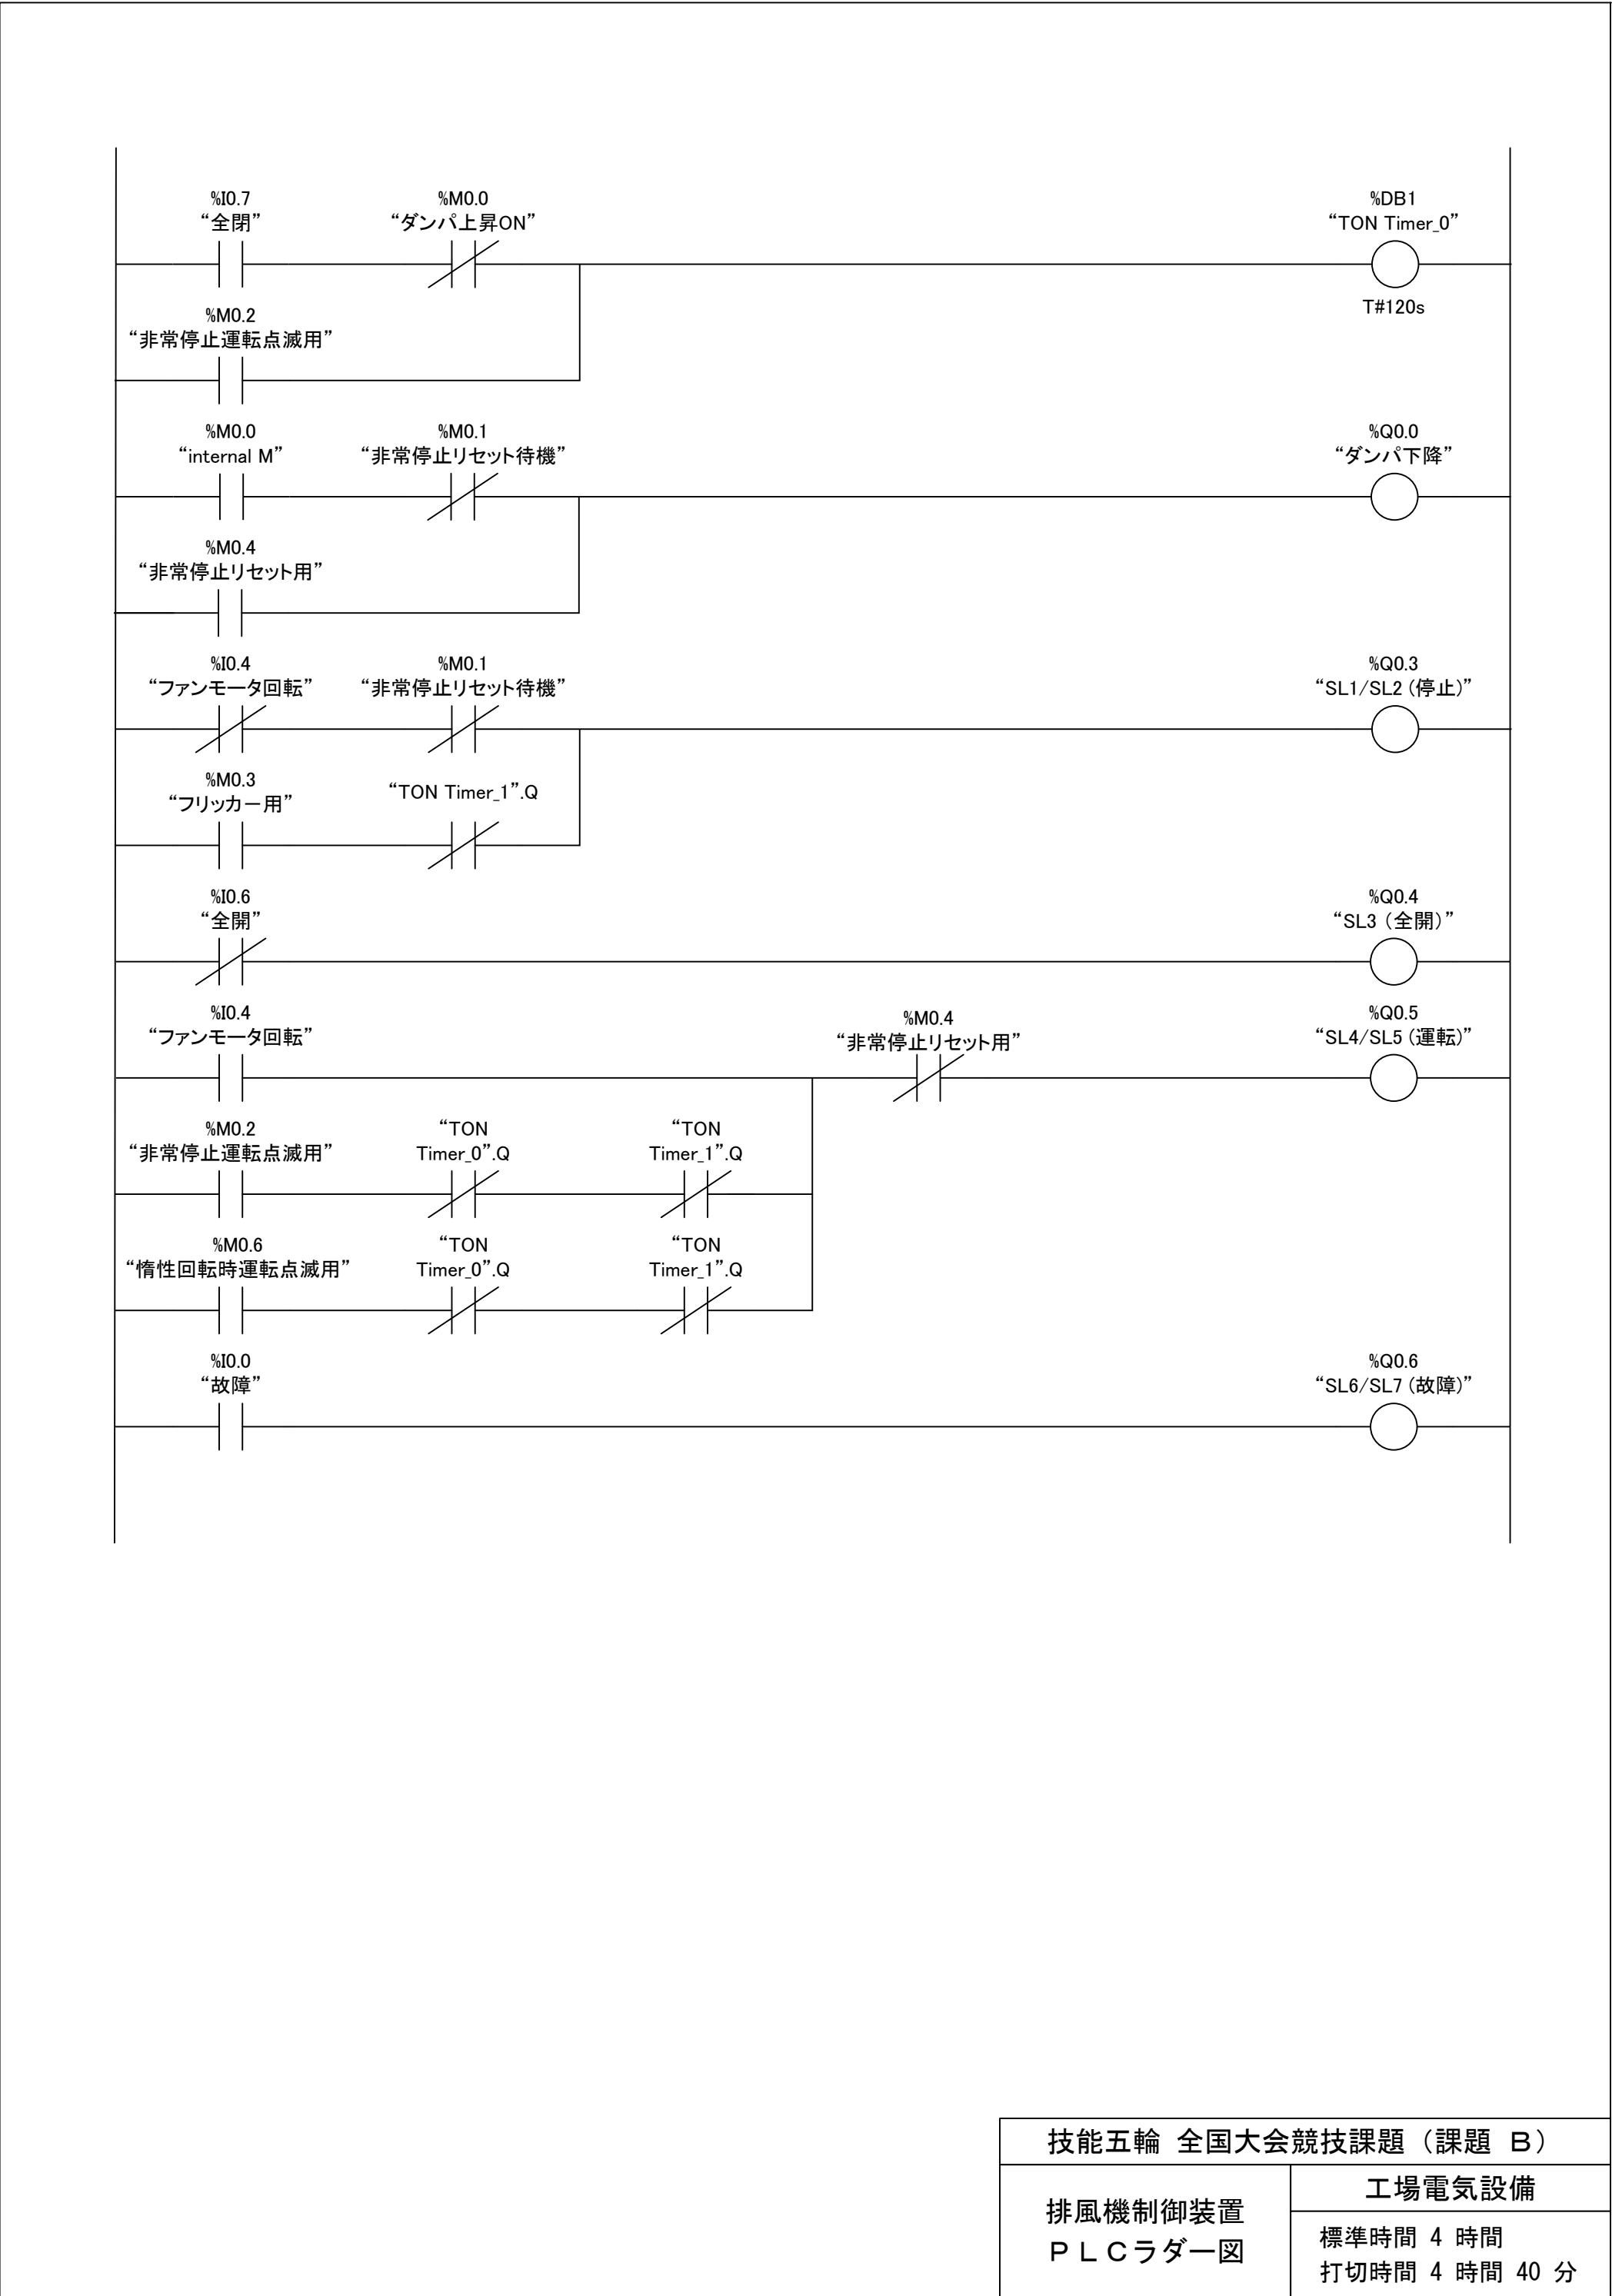 %I0.7
“全閉”
%M0.0
“ダンパ上昇ON”
%DB1
“TON Timer_0”
T#120s
%M0.2
“非常停止運転点滅用”
%M0.0
“internal M”
%M0.1
“非常停止リセット待機”
%Q0.0
“ダンパ下降”
%M0.4
“非常停止リセット用”
%I0.4
“ファンモータ回転”
%M0.1
“非常停止リセット待機”
%Q0.3
“SL1/SL2（停止）”
%M0.3
“フリッカー用”
“TON Timer_1”.Q
%I0.6
“全開”
%Q0.4
“SL3（全開）”
%I0.4
“ファンモータ回転”
%M0.4
“非常停止リセット用”
%Q0.5
“SL4/SL5（運転）”
%M0.2
“非常停止運転点滅用”
“TON
Timer_0”.Q
“TON
Timer_1”.Q
%M0.6
“惰性回転時運転点滅用”
“TON
Timer_0”.Q
“TON
Timer_1”.Q
%I0.0
“故障”
%Q0.6
“SL6/SL7（故障）”
技能五輪 全国大会競技課題（課題 Ｂ）
排風機制御装置
ＰＬＣラダー図
工場電気設備
標準時間 4 時間
打切時間 4 時間 40 分